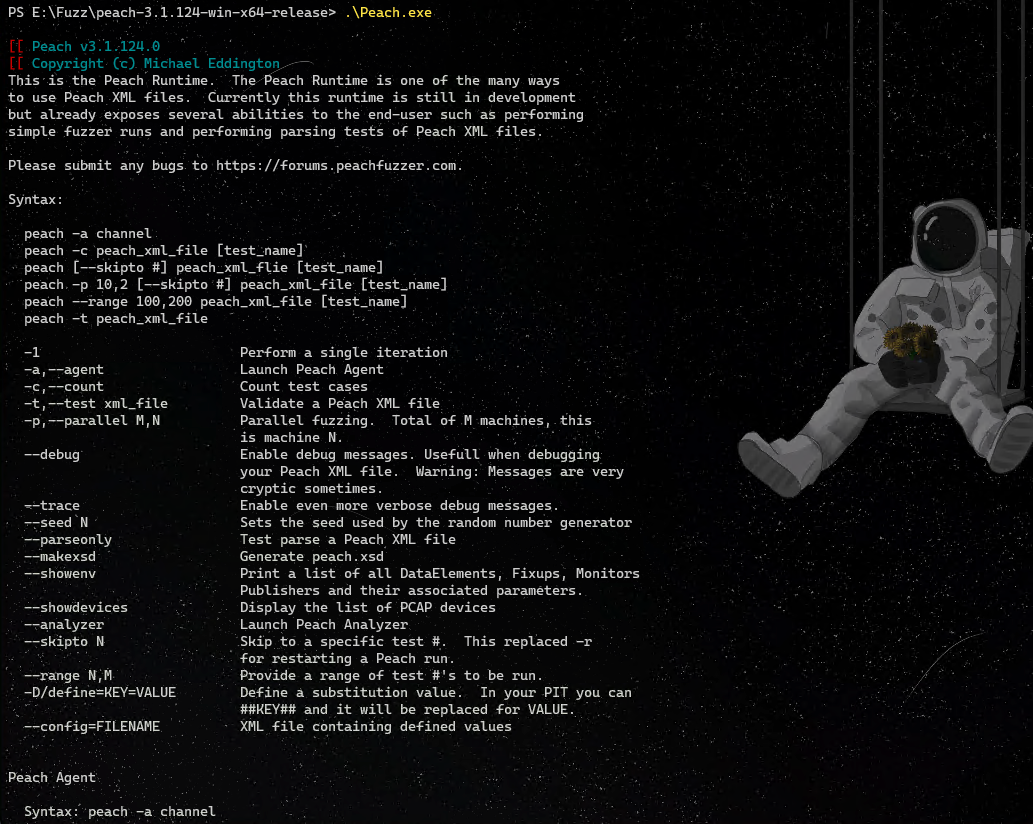 PS E:\Fuzz\peach-3.1.124-win-x64-release> .\Peach.exe
[[ Peach v3.1.124.0
[[ Copyright (c) Michael Eddington
This is the Peach Runtime.  The Peach Runtime is one of the many ways
to use Peach XML files.  Currently this runtime is still in development
but already exposes several abilities to the end-user such as performing
simple fuzzer runs and performing parsing tests of Peach XML files.
Please submit any bugs to https://forums.peachfuzzer.com.
Syntax:
peach -a channel
peach -c peach_xml_file [test_name]
peach [--skipto #] peach_xml_flie [test_name]
peach -p 10,2 [--skipto #] peach_xml_file [test_name]
peach --range 100,200 peach_xml_file [test_name]
peach -t peach_xml_file
-1                         Perform a single iteration
-a,--agent                 Launch Peach Agent
-c,--count                 Count test cases
-t,--test xml_file         Validate a Peach XML file
-p,--parallel M,N          Parallel fuzzing.  Total of M machines, this
is machine N.
--debug                    Enable debug messages. Usefull when debugging
your Peach XML file.  Warning: Messages are very
cryptic sometimes.
--trace                    Enable even more verbose debug messages.
--seed N                   Sets the seed used by the random number generator
--parseonly                Test parse a Peach XML file
--makexsd                  Generate peach.xsd
--showenv                  Print a list of all DataElements, Fixups, Monitors
Publishers and their associated parameters.
--showdevices              Display the list of PCAP devices
--analyzer                 Launch Peach Analyzer
--skipto N                 Skip to a specific test #.  This replaced -r
for restarting a Peach run.
--range N,M                Provide a range of test #'s to be run.
-D/define=KEY=VALUE        Define a substitution value.  In your PIT you can
##KEY## and it will be replaced for VALUE.
--config=FILENAME          XML file containing defined values
Peach Agent
Syntax: peach -a channel